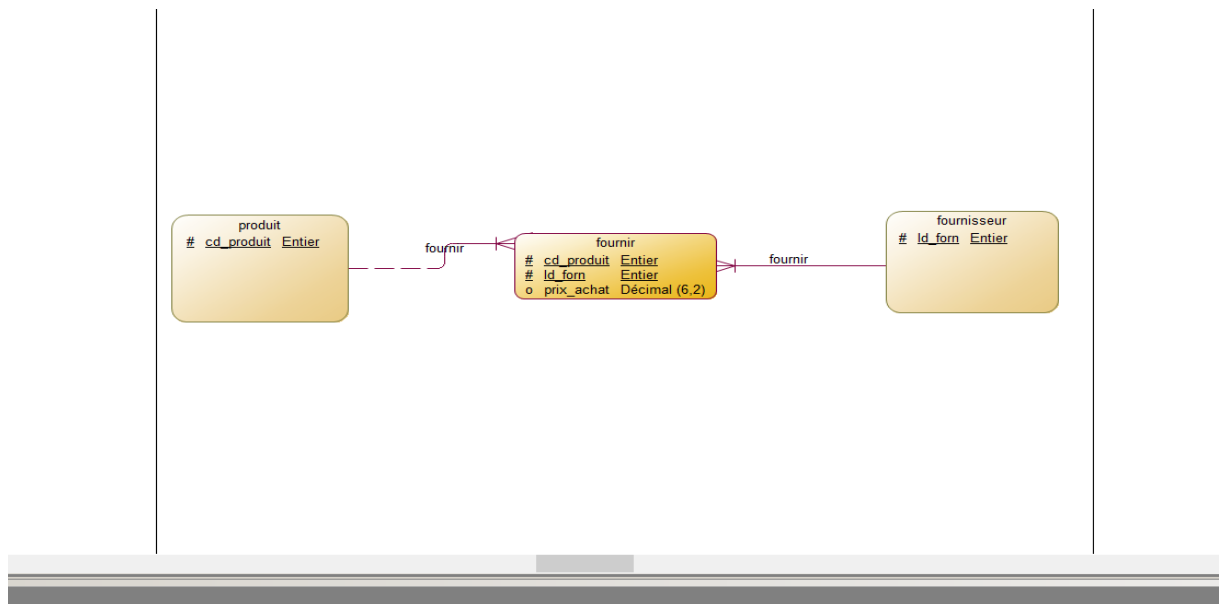 produit
# cd_produit Entier
fournir
fournir
# cd_produit Entier
# Id_forn Entier
o prix_achat Décimal (6,2)
fournir
fournisseur
# Id_forn Entier